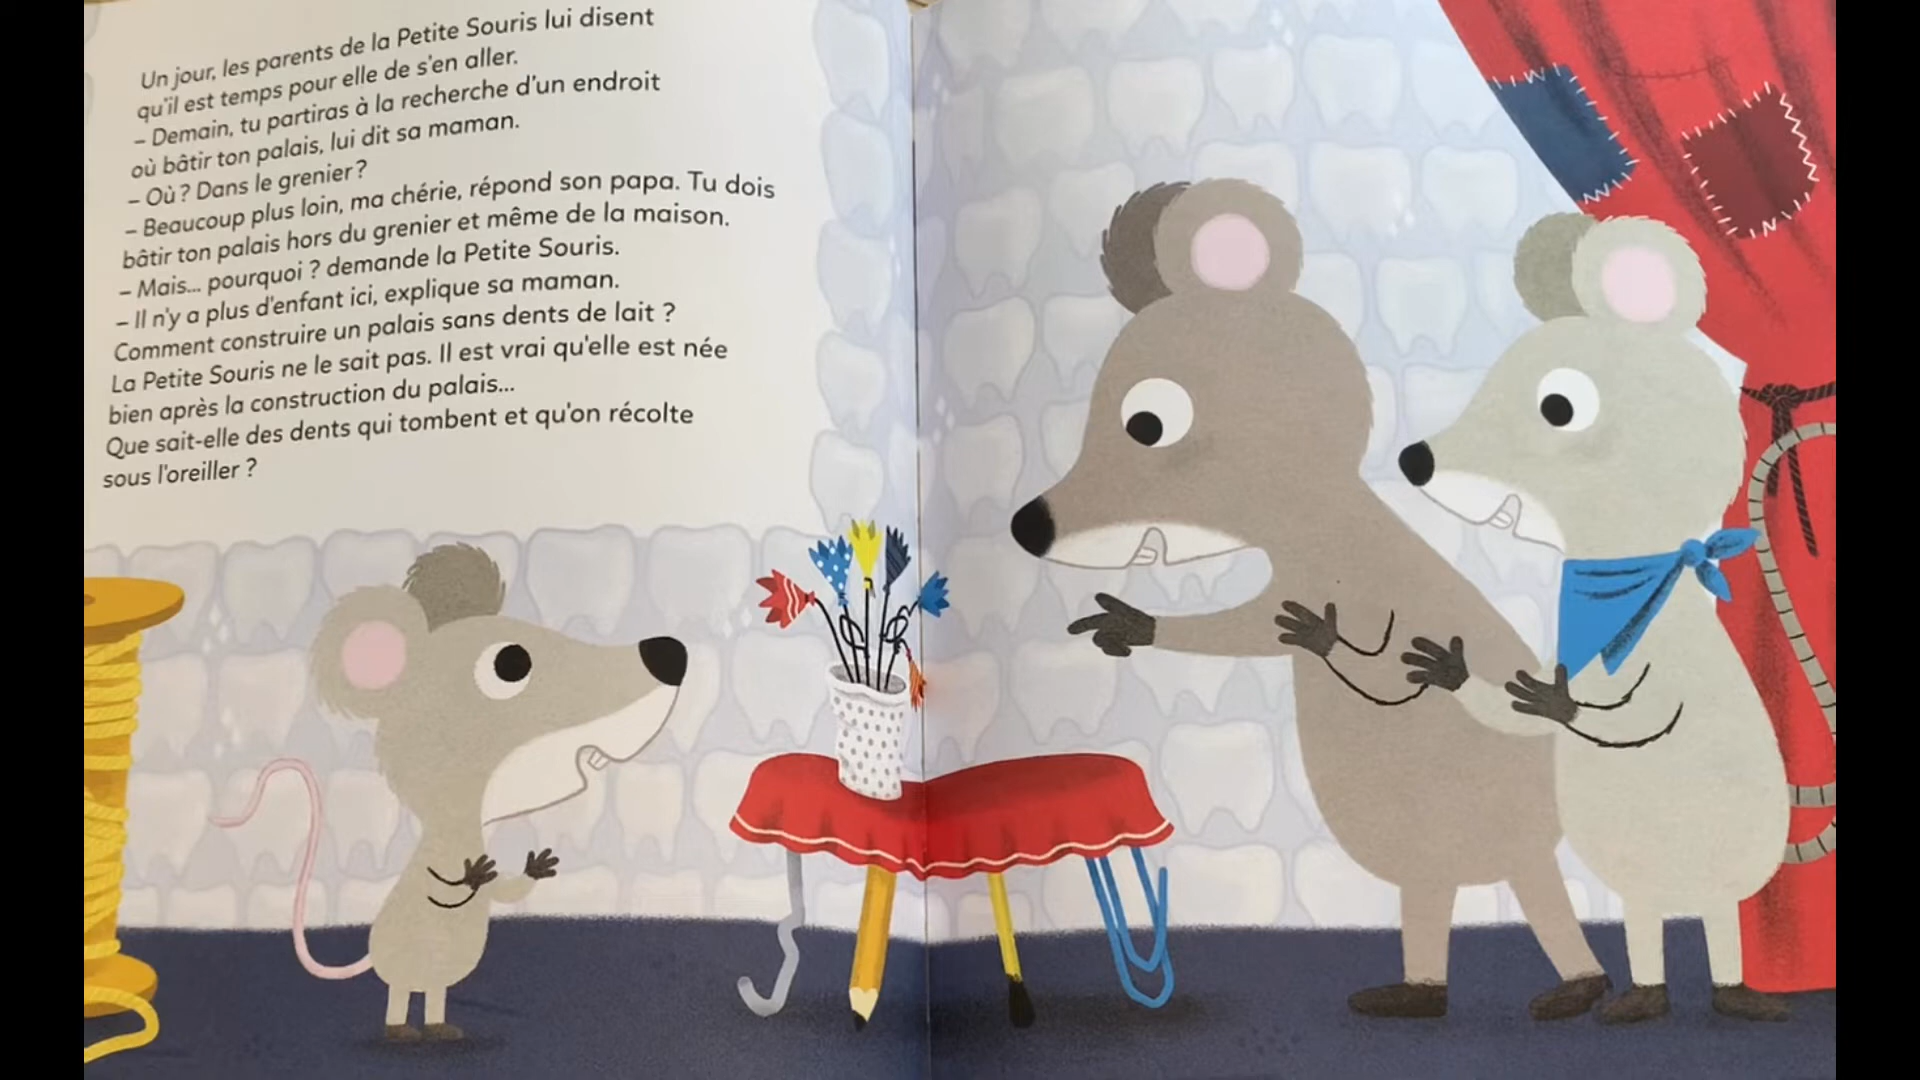 Un jour, les parents de la Petite Souris lui disent
qu'il est temps pour elle de s'en aller.
– Demain, tu partiras à la recherche d'un endroit
où bâtir ton palais, lui dit sa maman.
– Où ? Dans le grenier ?
– Beaucoup plus loin, ma chérie, répond son papa. Tu dois
bâtir ton palais hors du grenier et même de la maison.
– Mais... pourquoi ? demande la Petite Souris.
– Il n'y a plus d'enfant ici, explique sa maman.
Comment construire un palais sans dents de lait ?
La Petite Souris ne le sait pas. Il est vrai qu'elle est née
bien après la construction du palais...
Que sait-elle des dents qui tombent et qu'on récolte
sous l'oreiller ?